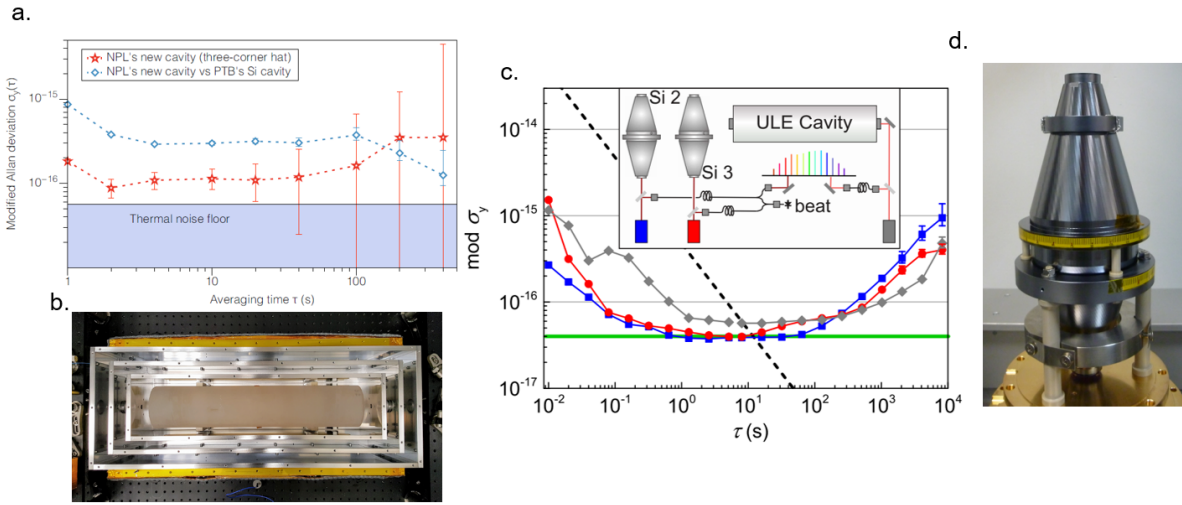 a.
NPL's new cavity (three-corner hat)
NPL's new cavity vs PTB's Si cavity
Modified Allan deviation σy(τ)
10⁻¹⁵
10⁻¹⁶
Thermal noise floor
1
10
100
Averaging time τ (s)
b.
c.
mod σy
10⁻¹⁴
10⁻¹⁵
10⁻¹⁶
10⁻¹⁷
Si 2
Si 3
ULE Cavity
beat
10⁻²
10⁻¹
10⁰
10¹
10²
10³
10⁴
τ (s)
d.